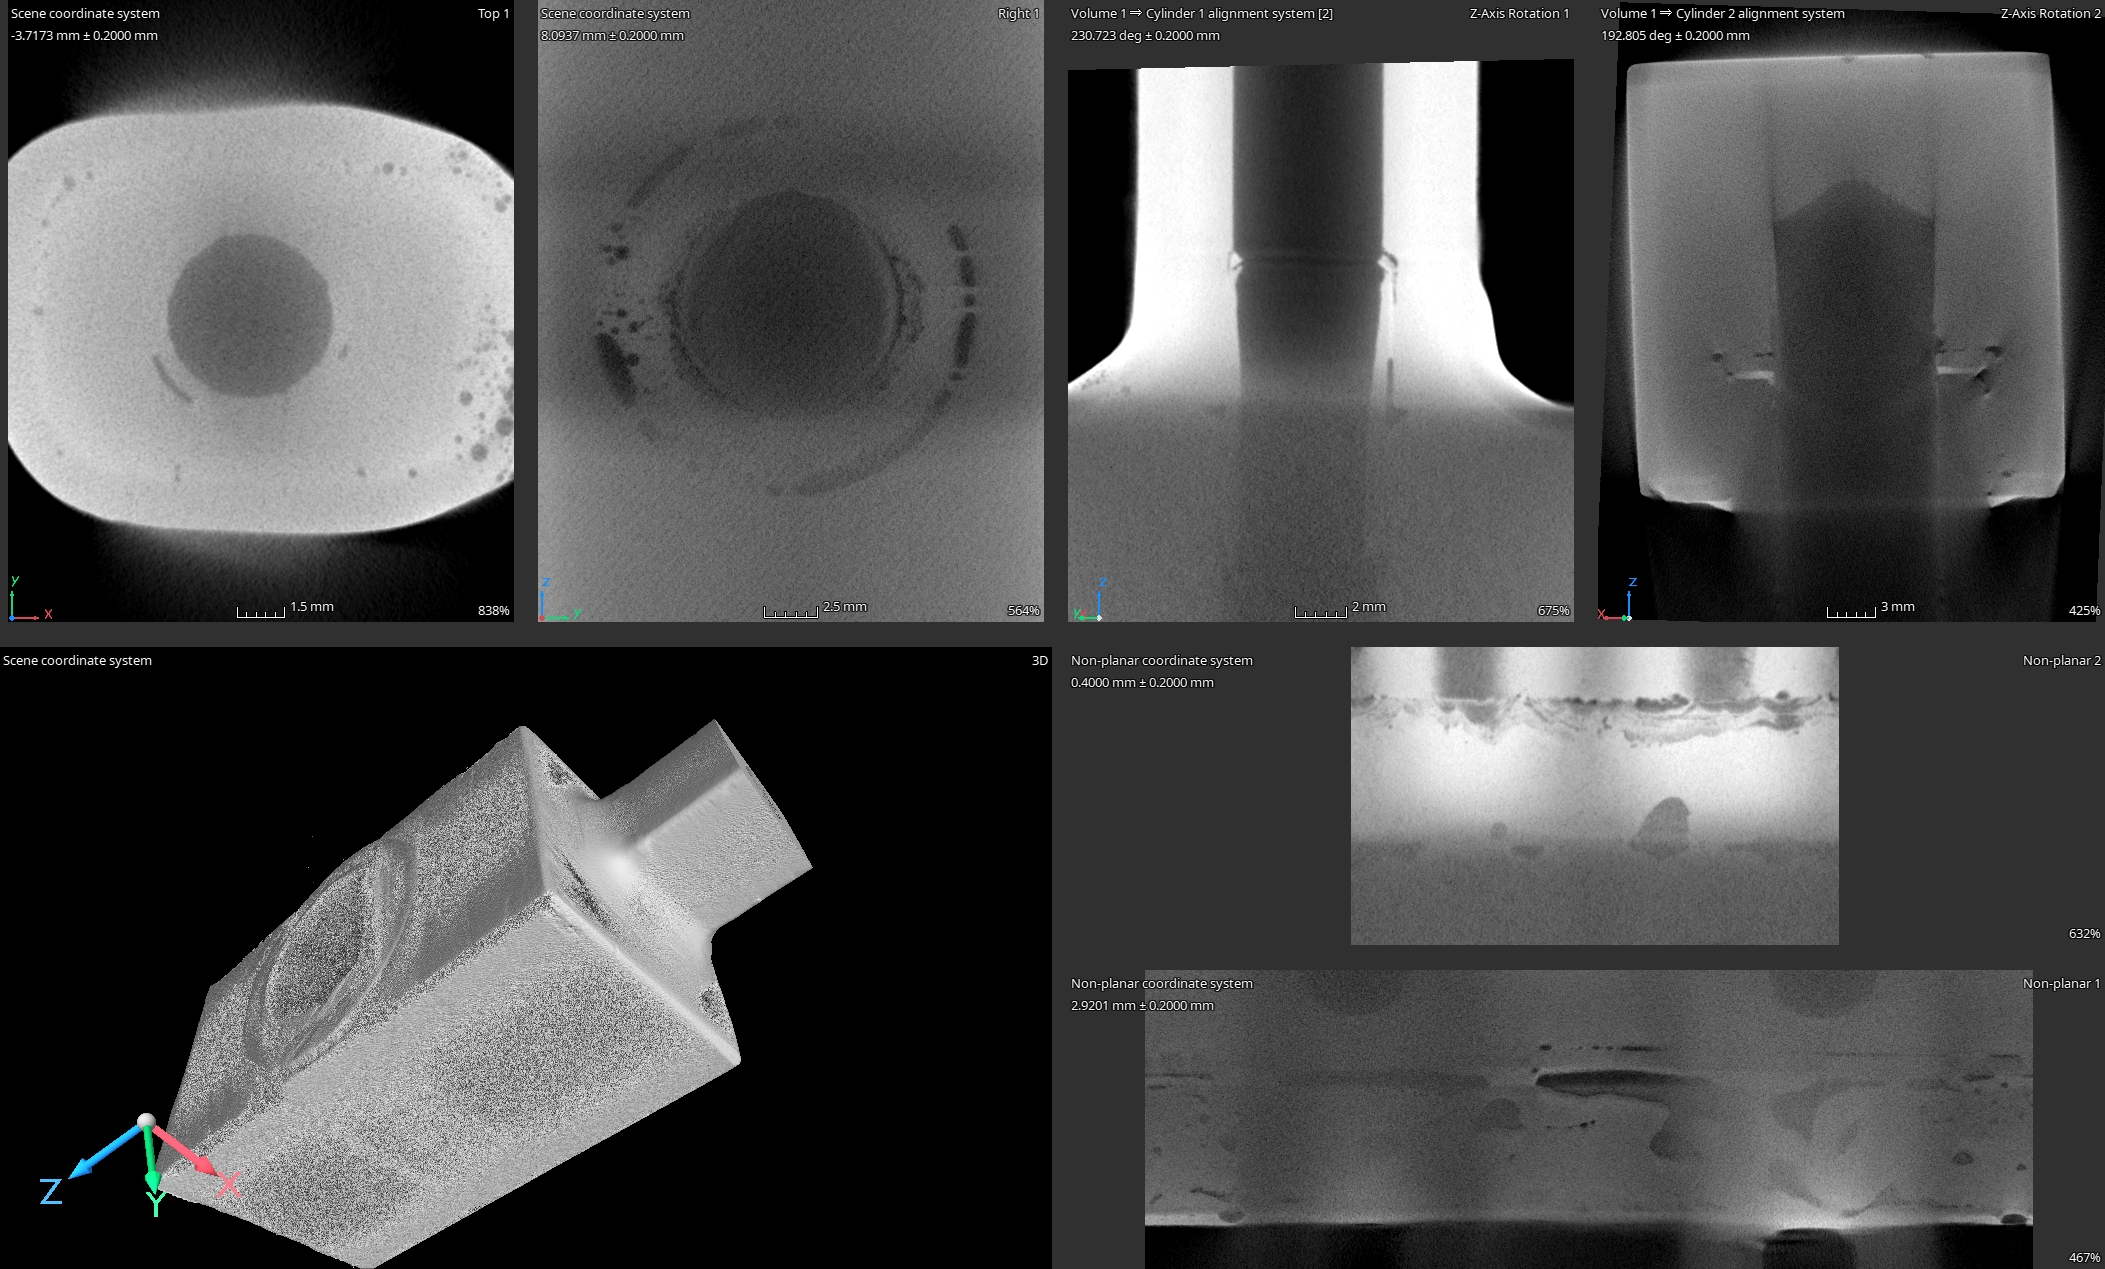 Scene coordinate system
Top 1
-3.7173 mm ± 0.2000 mm
y
x
1.5 mm
838%
Scene coordinate system
Right 1
8.0937 mm ± 0.2000 mm
z
y
2.5 mm
564%
Volume 1 ⇒ Cylinder 1 alignment system [2]
Z-Axis Rotation 1
230.723 deg ± 0.2000 mm
z
y
2 mm
675%
Volume 1 ⇒ Cylinder 2 alignment system
Z-Axis Rotation 2
192.805 deg ± 0.2000 mm
z
x
3 mm
425%
Scene coordinate system
3D
Z
Y
X
Non-planar coordinate system
Non-planar 2
0.4000 mm ± 0.2000 mm
632%
Non-planar coordinate system
Non-planar 1
2.9201 mm ± 0.2000 mm
467%